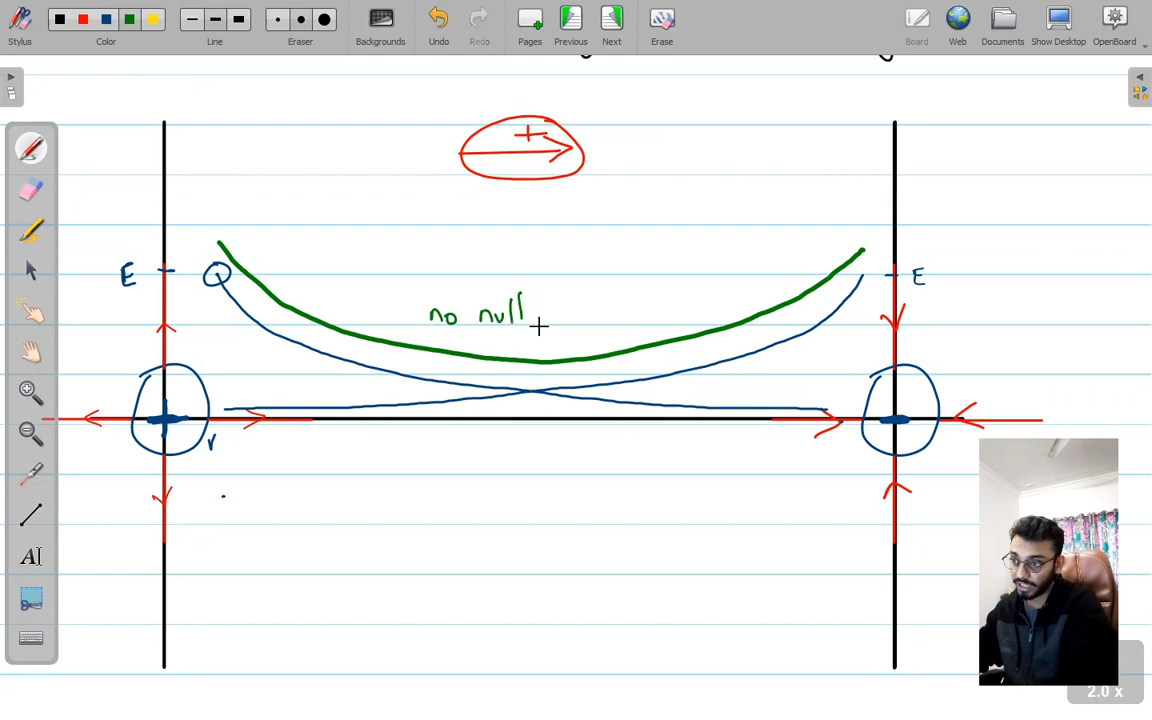 Stylus
Color
Line
Eraser
Backgrounds
Undo
Redo
Pages
Previous
Next
Erase
Board
Web
Documents
Show Desktop
OpenBoard
+
E
E
no null
r
2.0 x